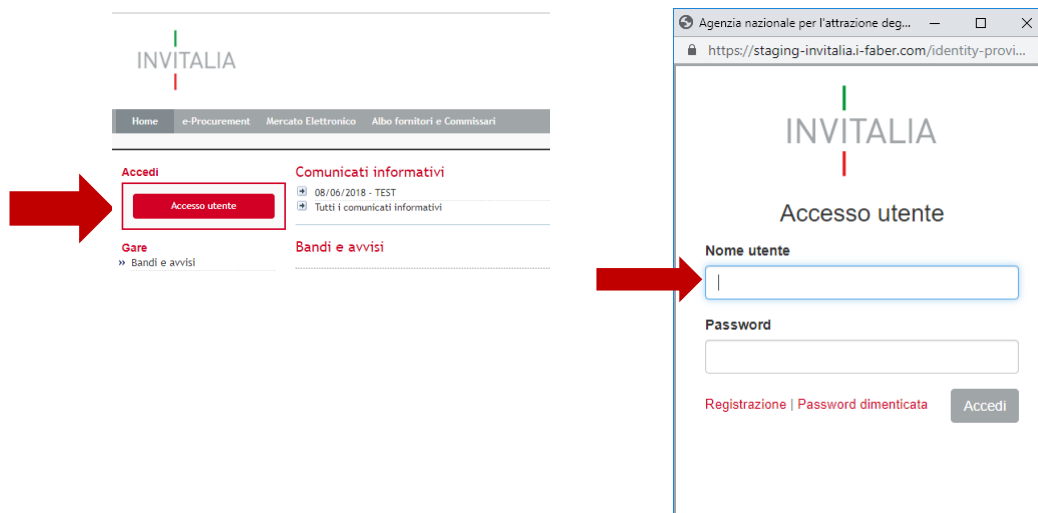 INVITALIA
Home e-Procurement Mercato Elettronico Albo fornitori e Commissari
Accedi
Accesso utente
Gare
» Bandi e avvisi
Comunicati informativi
08/06/2018 - TEST
Tutti i comunicati informativi
Bandi e avvisi
Agenzia nazionale per l'attrazione deg...
https://staging-invitalia.i-faber.com/identity-provi...
INVITALIA
Accesso utente
Nome utente
Password
Registrazione | Password dimenticata Accedi